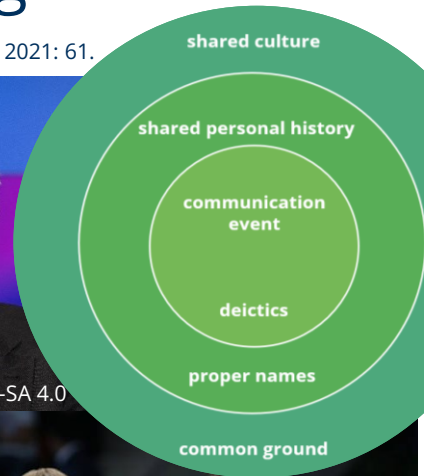 2021: 61.
shared culture
shared personal history
communication
event
deictics
proper names
-SA 4.0
common ground